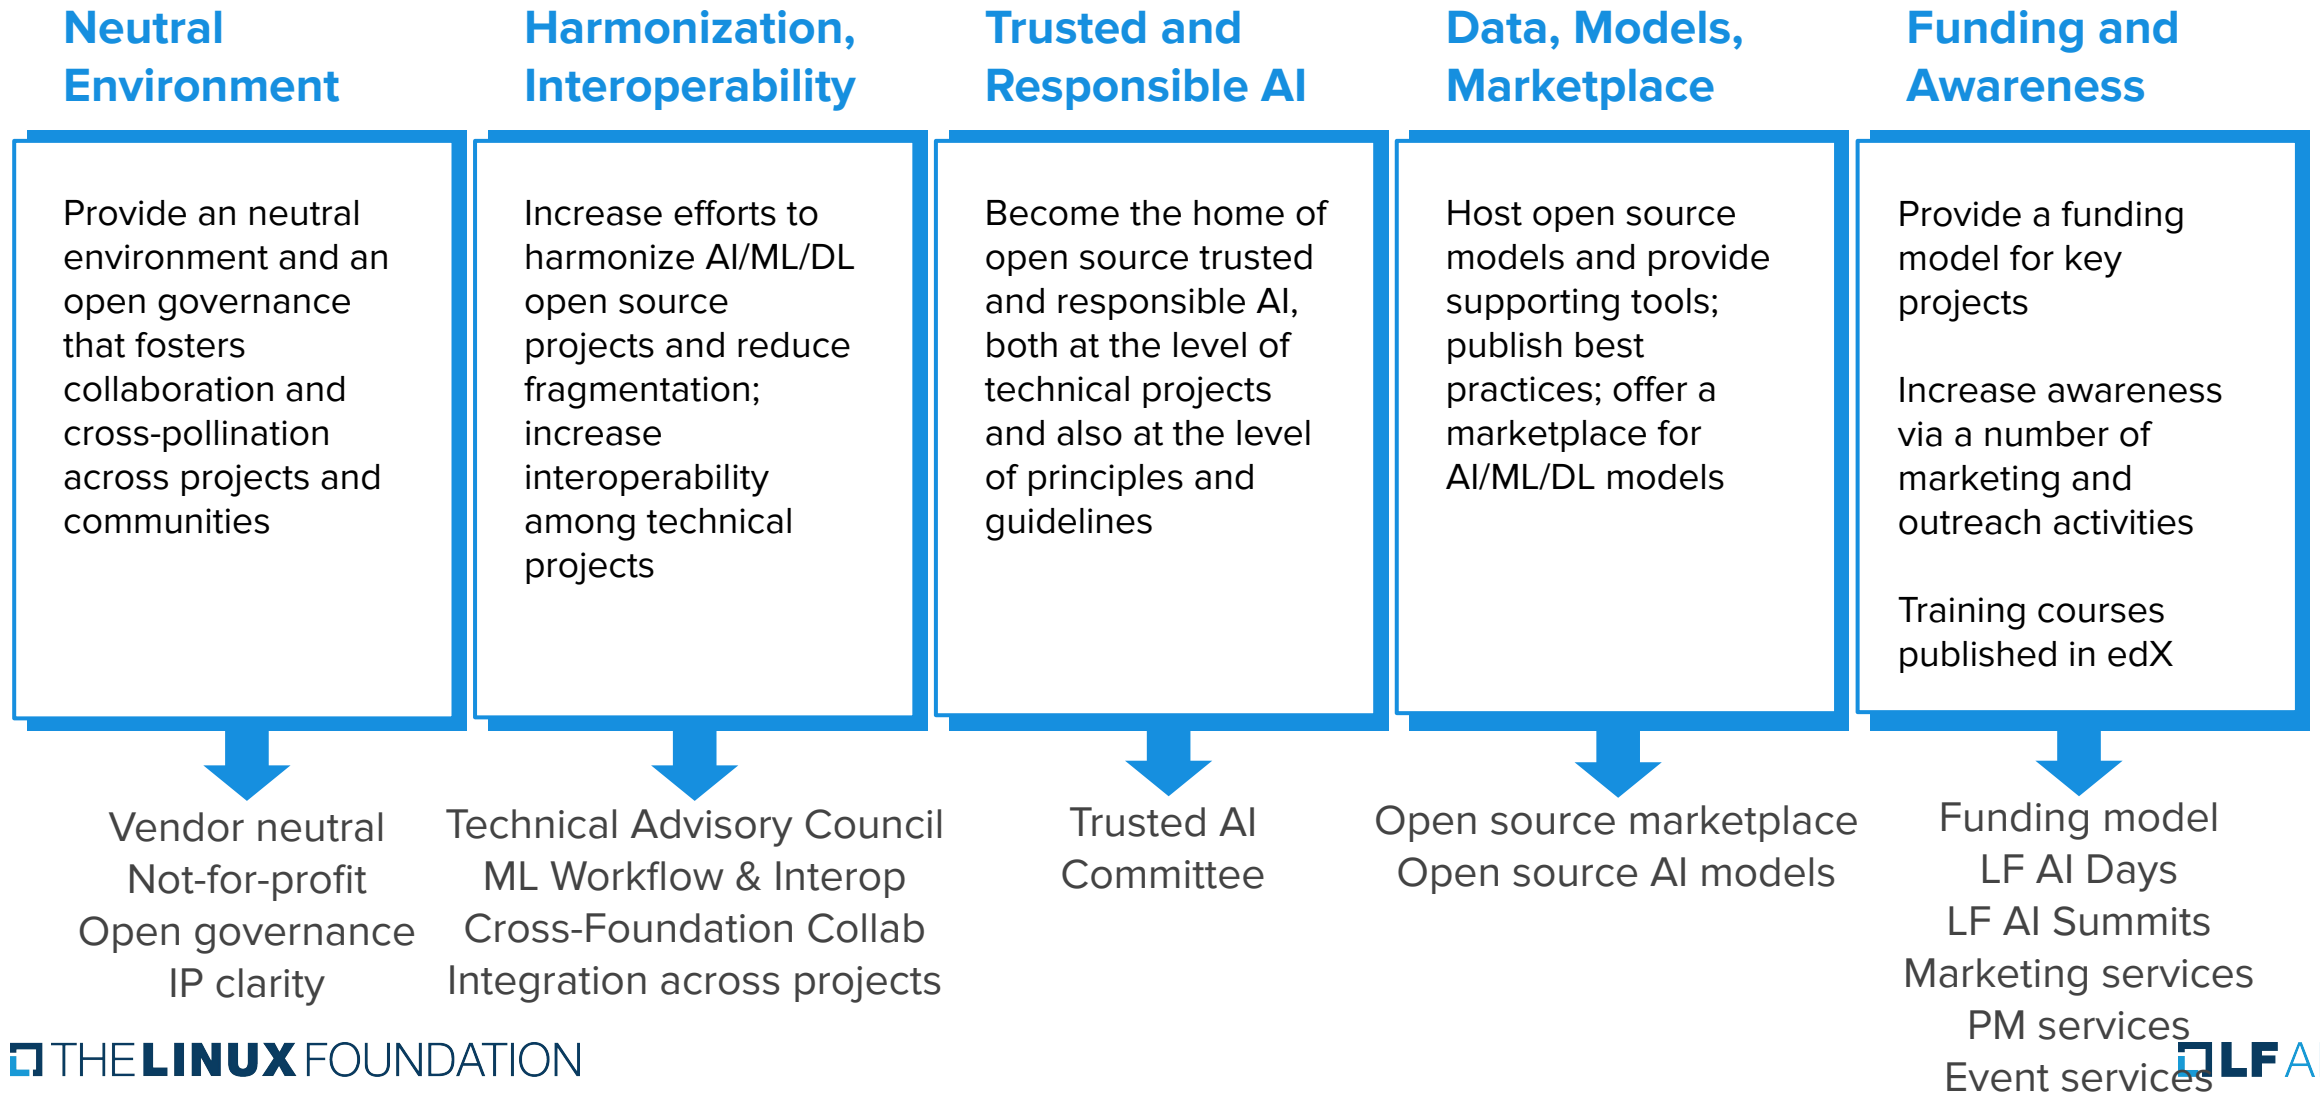 Neutral
Environment
Provide an neutral
environment and an
open governance
that fosters
collaboration and
cross-pollination
across projects and
communities
Vendor neutral
Not-for-profit
Open governance
IP clarity
Harmonization,
Interoperability
Increase efforts to
harmonize AI/ML/DL
open source
projects and reduce
fragmentation;
increase
interoperability
among technical
projects
Technical Advisory Council
ML Workflow & Interop
Cross-Foundation Collab
Integration across projects
Trusted and
Responsible AI
Become the home of
open source trusted
and responsible AI,
both at the level of
technical projects
and also at the level
of principles and
guidelines
Trusted AI
Committee
Data, Models,
Marketplace
Host open source
models and provide
supporting tools;
publish best
practices; offer a
marketplace for
AI/ML/DL models
Open source marketplace
Open source AI models
Funding and
Awareness
Provide a funding
model for key
projects
Increase awareness
via a number of
marketing and
outreach activities
Training courses
published in edX
Funding model
LF AI Days
LF AI Summits
Marketing services
PM services
Event services
THE LINUX FOUNDATION
LF AI